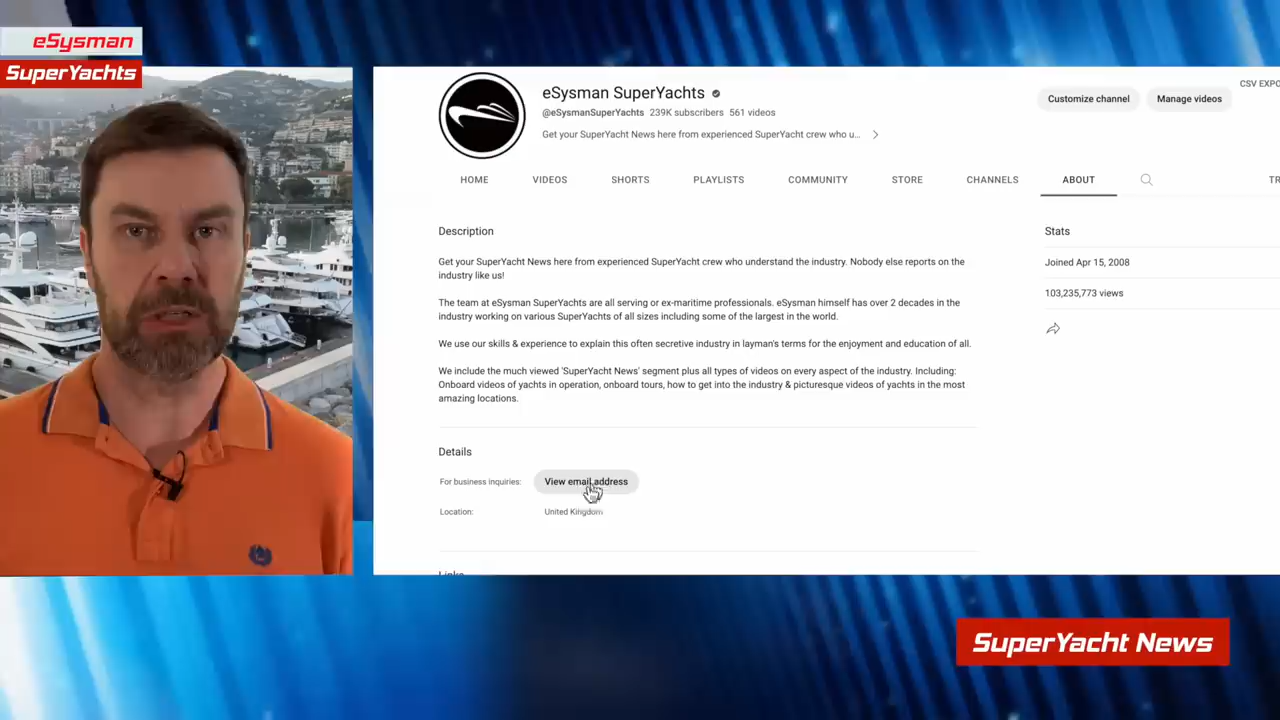 eSysman
SuperYachts
eSysman SuperYachts
@eSysmanSuperYachts 239K subscribers 561 videos
Get your SuperYacht News here from experienced SuperYacht crew who u...
CSV EXPO
Customize channel
Manage videos
HOME
VIDEOS
SHORTS
PLAYLISTS
COMMUNITY
STORE
CHANNELS
ABOUT
TR
Description
Get your SuperYacht News here from experienced SuperYacht crew who understand the industry. Nobody else reports on the
industry like us!
The team at eSysman SuperYachts are all serving or ex-maritime professionals. eSysman himself has over 2 decades in the
industry working on various SuperYachts of all sizes including some of the largest in the world.
We use our skills & experience to explain this often secretive industry in layman's terms for the enjoyment and education of all.
We include the much viewed 'SuperYacht News' segment plus all types of videos on every aspect of the industry. Including:
Onboard videos of yachts in operation, onboard tours, how to get into the industry & picturesque videos of yachts in the most
amazing locations.
Stats
Joined Apr 15, 2008
103,235,773 views
Details
For business inquiries:
View email address
Location:
United Kingdom
Links
SuperYacht News